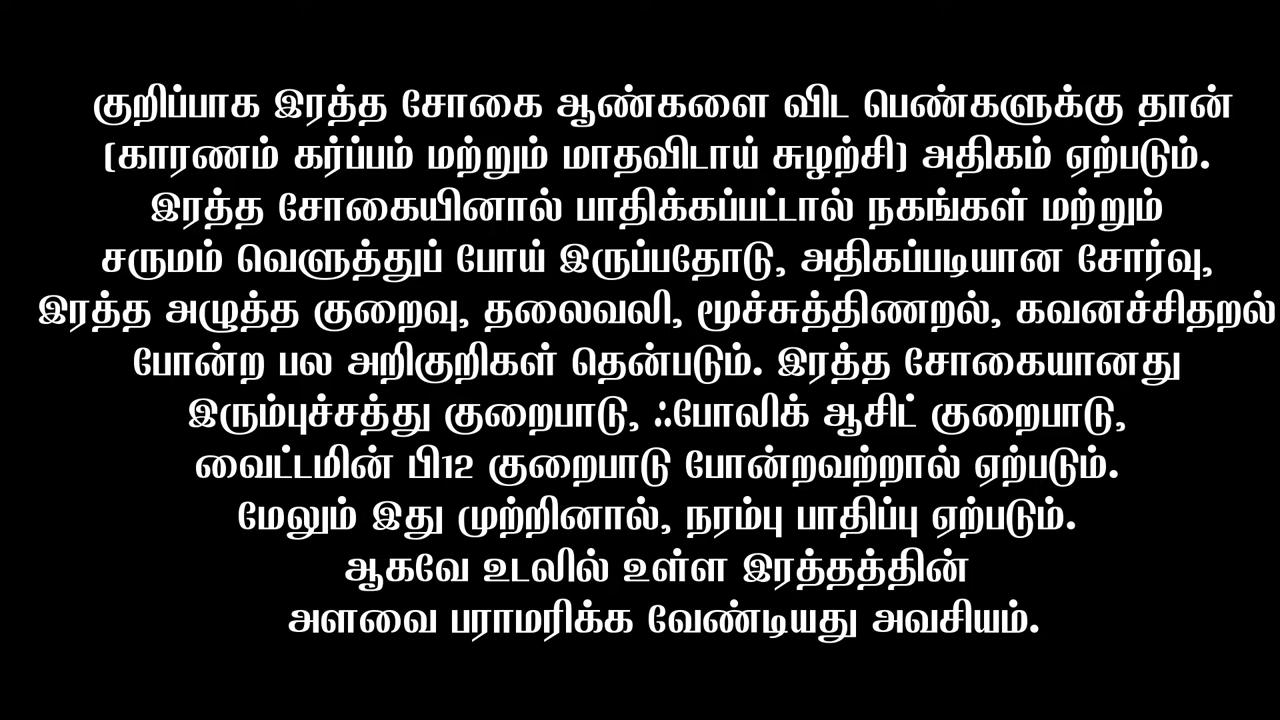 குறிப்பாக இரத்த சோகை ஆண்களை விட பெண்களுக்கு தான்
(காரணம் கர்ப்பம் மற்றும் மாதவிடாய் சுழற்சி) அதிகம் ஏற்படும்.
இரத்த சோகையினால் பாதிக்கப்பட்டால் நகங்கள் மற்றும்
சருமம் வெளுத்துப் போய் இருப்பதோடு, அதிகப்படியான சோர்வு,
இரத்த அழுத்த குறைவு, தலைவலி, மூச்சுத்திணறல், கவனச்சிதறல்
போன்ற பல அறிகுறிகள் தென்படும். இரத்த சோகையானது
இரும்புச்சத்து குறைபாடு, ஃபோலிக் ஆசிட் குறைபாடு,
வைட்டமின் பி12 குறைபாடு போன்றவற்றால் ஏற்படும்.
மேலும் இது முற்றினால், நரம்பு பாதிப்பு ஏற்படும்.
ஆகவே உடலில் உள்ள இரத்தத்தின்
அளவை பராமரிக்க வேண்டியது அவசியம்.